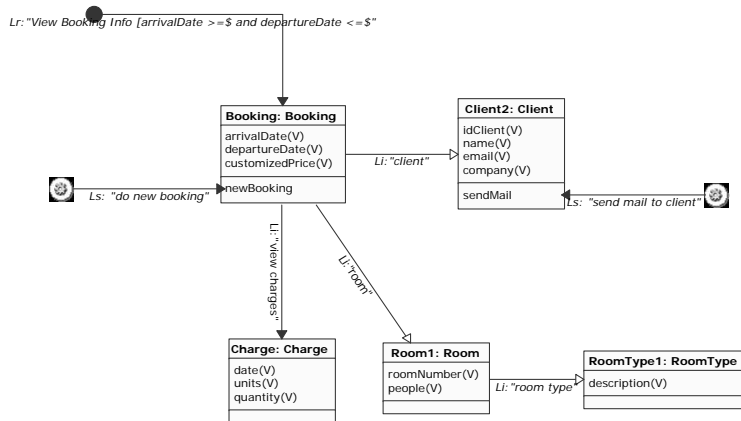 Lr:"View Booking Info [arrivalDate >=$ and departureDate <=$"
Booking: Booking
arrivalDate(V)
departureDate(V)
customizedPrice(V)
newBooking
Client2: Client
idClient(V)
name(V)
email(V)
company(V)
sendMail
Li:"client"
Ls: "do new booking"
Ls: "send mail to client"
Li:"view charges"
Li:"room"
Charge: Charge
date(V)
units(V)
quantity(V)
Room1: Room
roomNumber(V)
people(V)
Li:"room type"
RoomType1: RoomType
description(V)